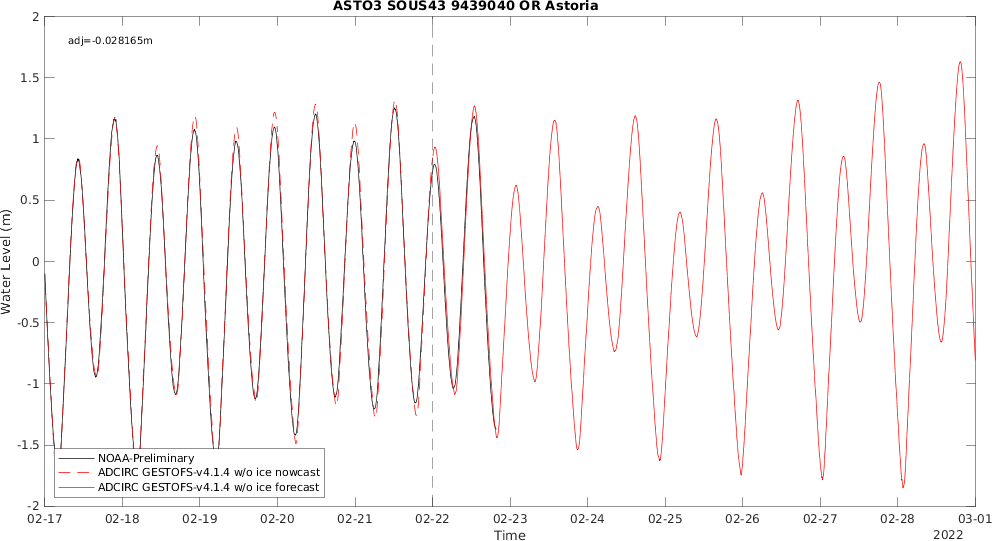 ASTO3 SOUS43 9439040 OR Astoria
adj=-0.028165m
2
1.5
1
0.5
0
-0.5
-1
-1.5
-2
Water Level (m)
NOAA-Preliminary
ADCIRC GESTOFS-v4.1.4 w/o ice nowcast
ADCIRC GESTOFS-v4.1.4 w/o ice forecast
02-17 02-18 02-19 02-20 02-21 02-22 02-23 02-24 02-25 02-26 02-27 02-28 03-01
Time
2022